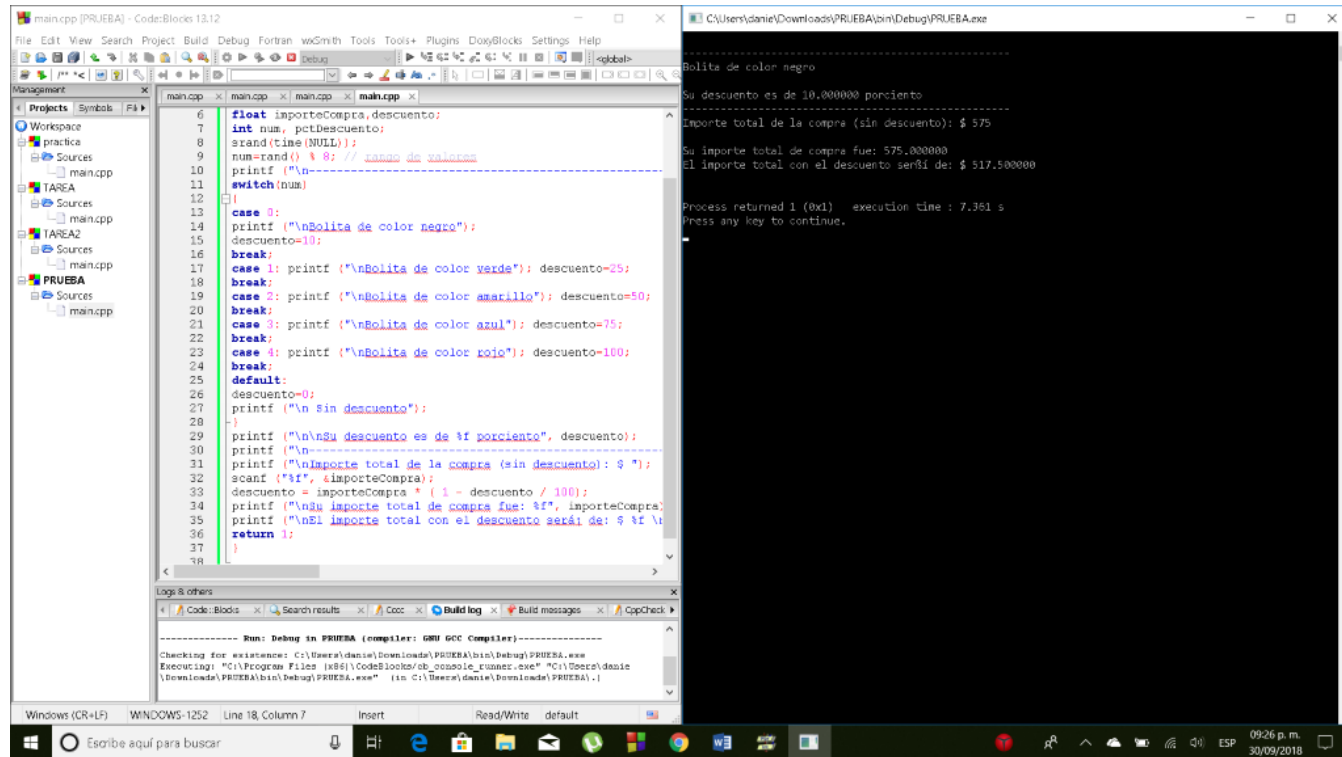 main.cpp [PRUEBA] - Code::Blocks 13.12
File Edit View Search Project Build Debug Fortran wxSmith Tools Tools+ Plugins DoxyBlocks Settings Help
Debug
<global>
Management
main.cpp main.cpp main.cpp main.cpp
Projects Symbols
Workspace
practica
Sources
main.cpp
TAREA
Sources
main.cpp
TAREA2
Sources
main.cpp
PRUEBA
Sources
main.cpp
6 float importeCompra,descuento;
7 int num, pctDescuento;
8 srand(time(NULL));
9 num=rand() % 8; // rango de valores
10 printf ("\n------------------------------------------------
11 switch(num)
12 {
13 case 0:
14 printf ("\nBolita de color negro");
15 descuento=10;
16 break;
17 case 1: printf ("\nBolita de color verde"); descuento=25;
18 break;
19 case 2: printf ("\nBolita de color amarillo"); descuento=50;
20 break;
21 case 3: printf ("\nBolita de color azul"); descuento=75;
22 break;
23 case 4: printf ("\nBolita de color rojo"); descuento=100;
24 break;
25 default:
26 descuento=0;
27 printf ("\n Sin descuento");
28 }
29 printf ("\n\nSu descuento es de %f porciento", descuento);
30 printf ("\n------------------------------------------------
31 printf ("\nImporte total de la compra (sin descuento): $ ");
32 scanf ("%f", &importeCompra);
33 descuento = importeCompra * ( 1 - descuento / 100);
34 printf ("\nSu importe total de compra fue: %f", importeCompra)
35 printf ("\nEl importe total con el descuento será¡ de: $ %f \n
36 return 1;
37 }
38
Logs & others
Code::Blocks Search results Cccc Build log Build messages CppCheck
-------------- Run: Debug in PRUEBA (compiler: GNU GCC Compiler)---------------
Checking for existence: C:\Users\danie\Downloads\PRUEBA\bin\Debug\PRUEBA.exe
Executing: "C:\Program Files (x86)\CodeBlocks/cb_console_runner.exe" "C:\Users\danie
\Downloads\PRUEBA\bin\Debug\PRUEBA.exe" (in C:\Users\danie\Downloads\PRUEBA\.)
Windows (CR+LF) WINDOWS-1252 Line 18, Column 7 Insert Read/Write default
C:\Users\danie\Downloads\PRUEBA\bin\Debug\PRUEBA.exe
------------------------------------------------
Bolita de color negro
Su descuento es de 10.000000 porciento
------------------------------------------------
Importe total de la compra (sin descuento): $ 575
Su importe total de compra fue: 575.000000
El importe total con el descuento serßí de: $ 517.500000
Process returned 1 (0x1) execution time : 7.361 s
Press any key to continue.
Escribe aquí para buscar
ESP
09:26 p. m.
30/09/2018